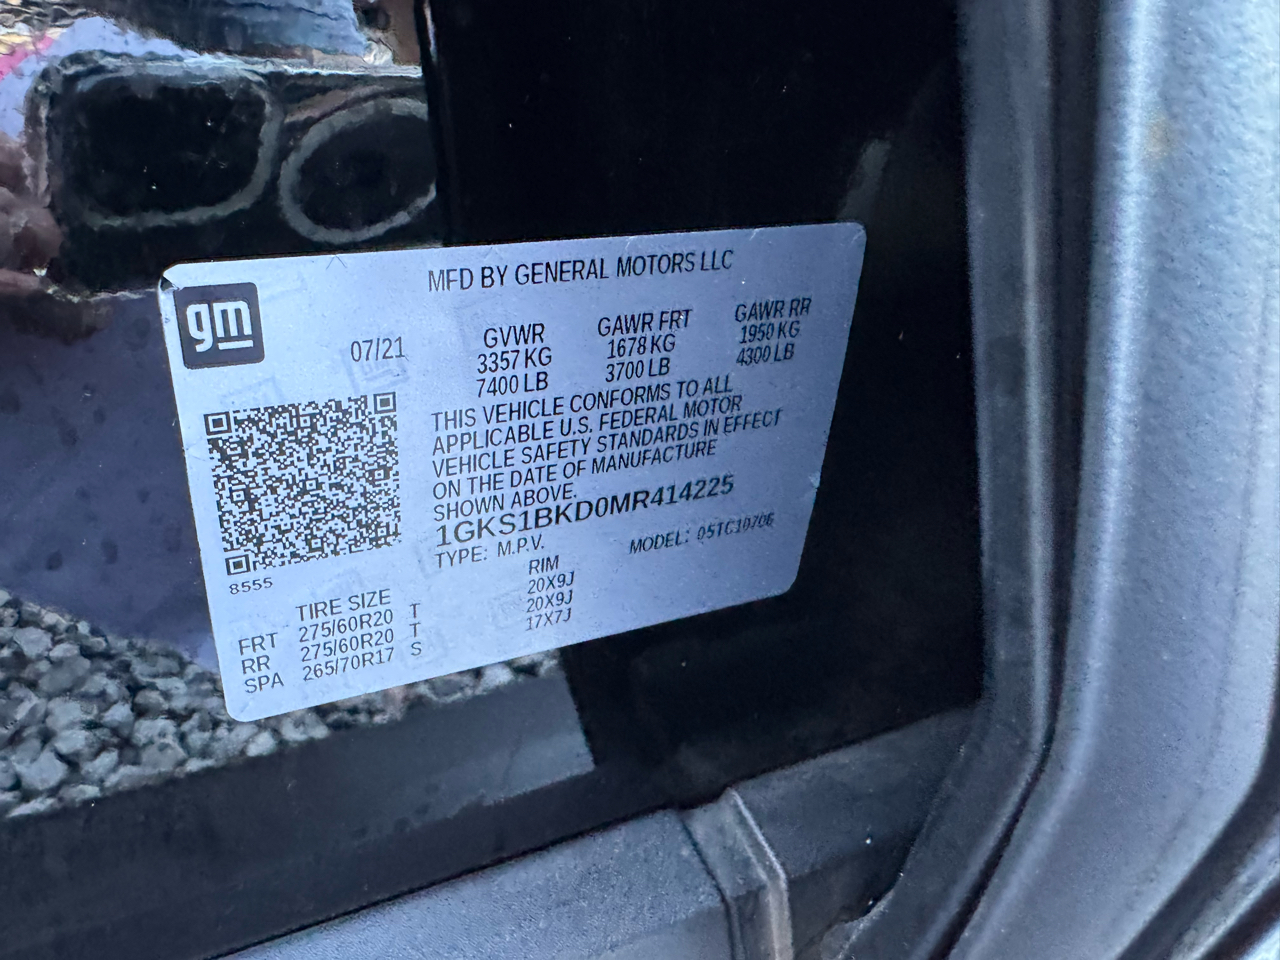 MFD BY GENERAL MOTORS LLC
gm
07/21
GVWR GAWR FRT GAWR RR
3357 KG 1678 KG 1950 KG
7400 LB 3700 LB 4300 LB
THIS VEHICLE CONFORMS TO ALL
APPLICABLE U.S. FEDERAL MOTOR
VEHICLE SAFETY STANDARDS IN EFFECT
ON THE DATE OF MANUFACTURE
SHOWN ABOVE.
1GKS1BKD0MR414225
TYPE: M.P.V. MODEL: 05TC10706
8555
TIRE SIZE RIM
FRT 275/60R20 T 20X9J
RR 275/60R20 T 20X9J
SPA 265/70R17 S 17X7J